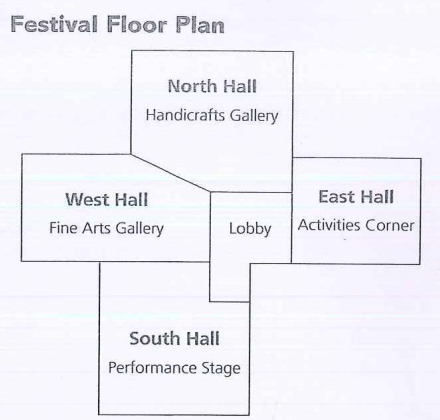 Festival Floor Plan
North Hall
Handicrafts Gallery
West Hall
Fine Arts Gallery
Lobby
East Hall
Activities Corner
South Hall
Performance Stage